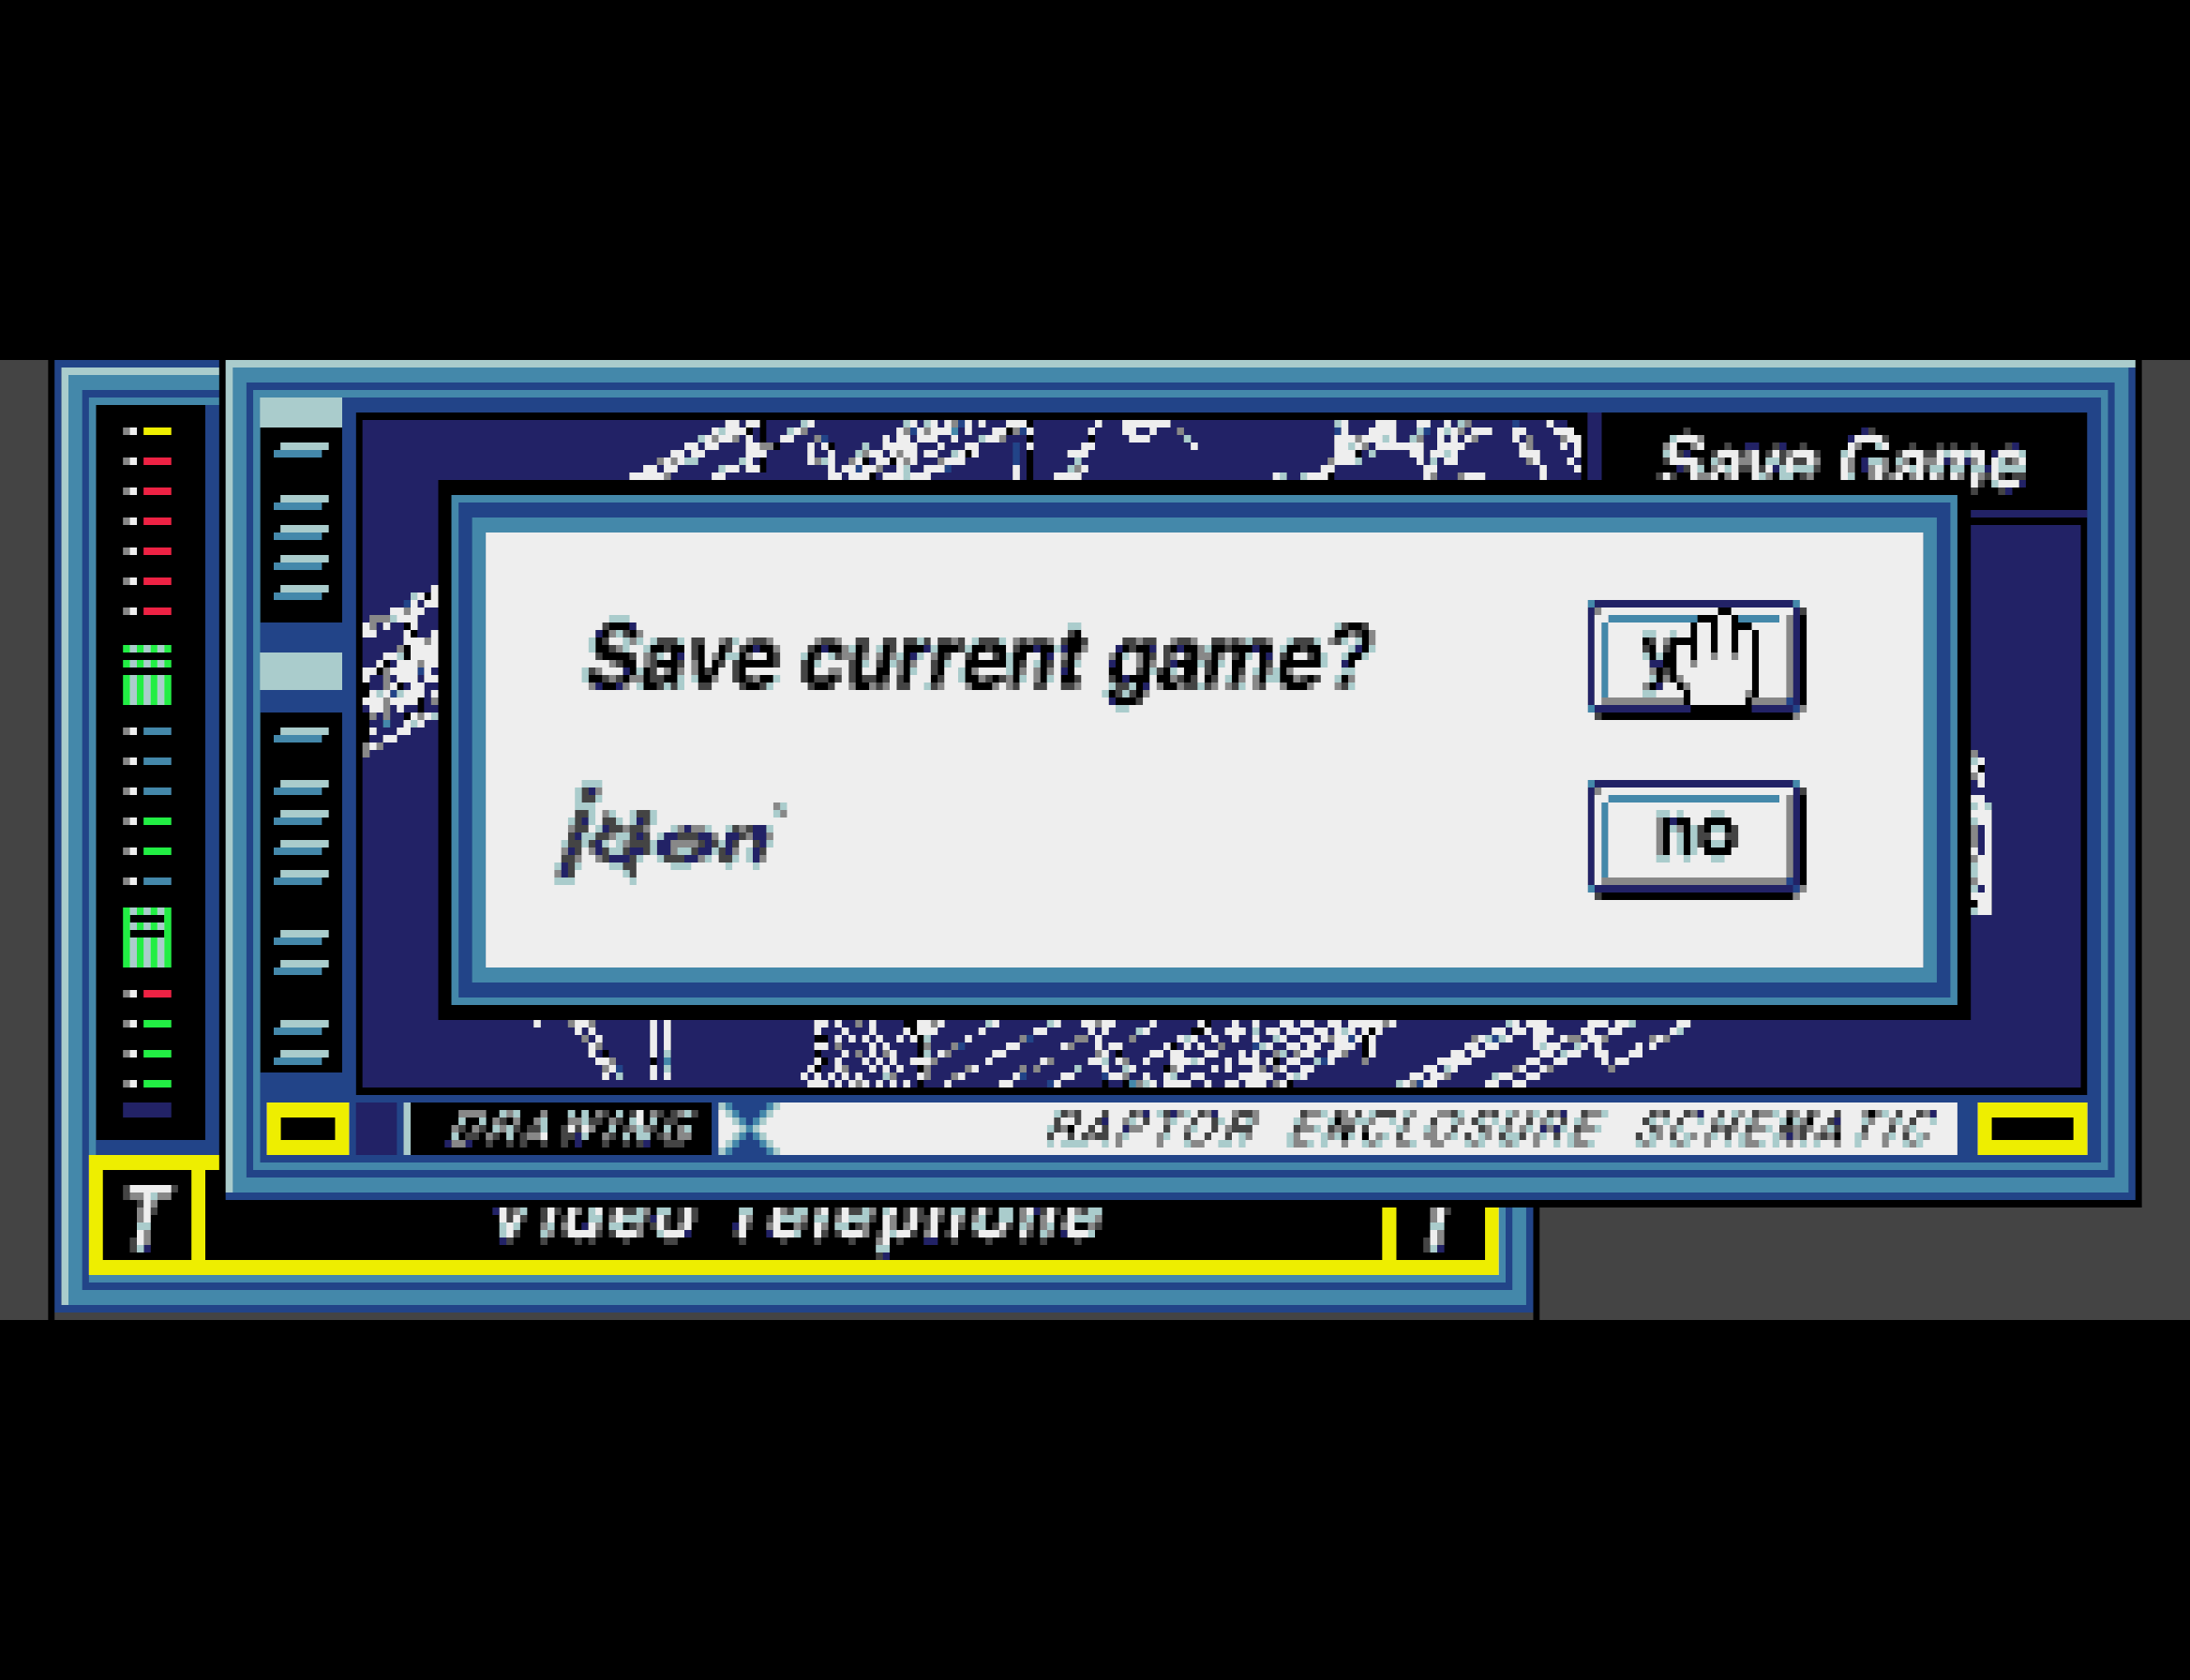 Save Game
Save current game?
y
no
DRAWING RAPTOR ENCLOSURE SCHEMATIC
T Video Telephone T